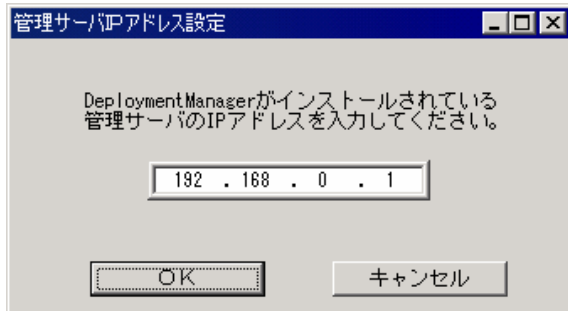 管理サーバIPアドレス設定
DeploymentManagerがインストールされている
管理サーバのIPアドレスを入力してください。
192 . 168 . 0 . 1
OK
キャンセル